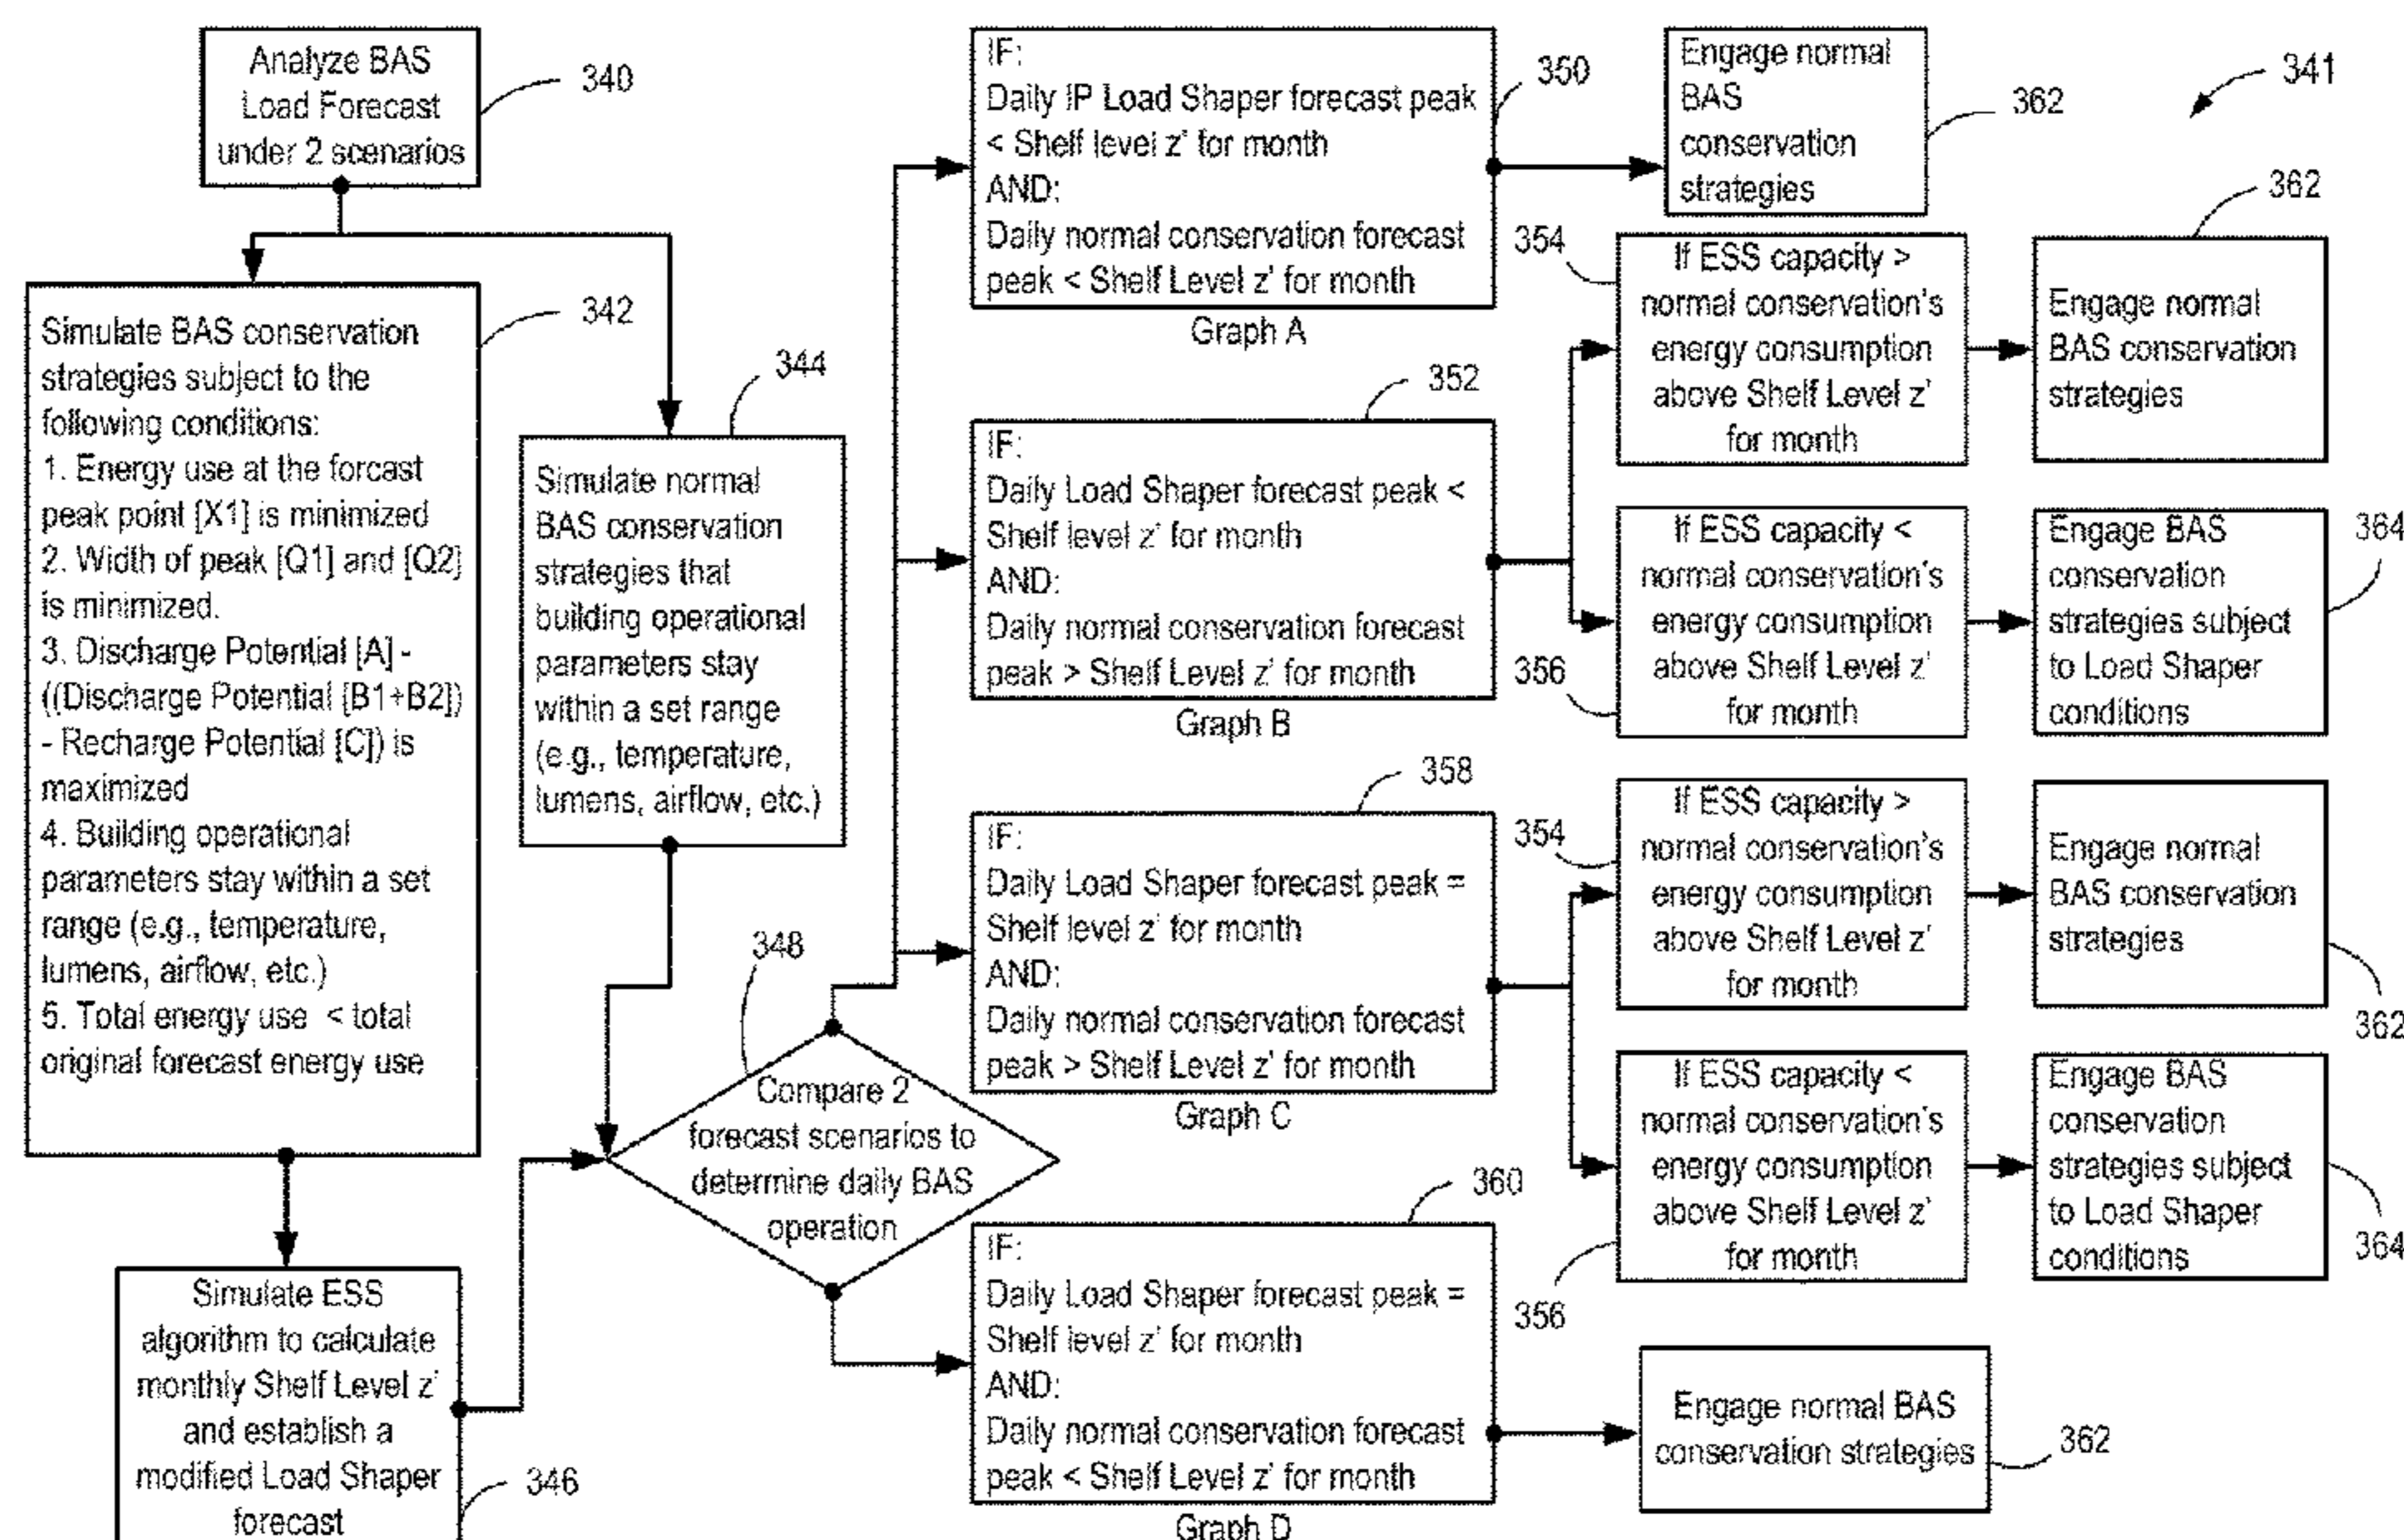 Analyze BAS
Load Forecast
under 2 scenarios
340
Simulate BAS conservation
strategies subject to the
following conditions:
1. Energy use at the forcast
peak point [X1] is minimized
2. Width of peak [Q1] and [Q2]
is minimized.
3. Discharge Potential [A] -
((Discharge Potential [B1+B2])
- Recharge Potential [C]) is
maximized
4. Building operational
parameters stay within a set
range (e.g., temperature,
lumens, airflow, etc.)
5. Total energy use < total
original forecast energy use
342
Simulate normal
BAS conservation
strategies that
building operational
parameters stay
within a set range
(e.g., temperature,
lumens, airflow, etc.)
344
Simulate ESS
algorithm to calculate
monthly Shelf Level z'
and establish a
modified Load Shaper
forecast
346
348
Compare 2
forecast scenarios to
determine daily BAS
operation
IF:
Daily IP Load Shaper forecast peak
< Shelf level z' for month
AND:
Daily normal conservation forecast
peak < Shelf Level z' for month
Graph A
350
Engage normal
BAS
conservation
strategies
362
341
IF:
Daily Load Shaper forecast peak <
Shelf level z' for month
AND:
Daily normal conservation forecast
peak > Shelf Level z' for month
Graph B
352
354
If ESS capacity >
normal conservation's
energy consumption
above Shelf Level z'
for month
Engage normal
BAS conservation
strategies
362
356
If ESS capacity <
normal conservation's
energy consumption
above Shelf Level z'
for month
Engage BAS
conservation
strategies subject
to Load Shaper
conditions
364
IF:
Daily Load Shaper forecast peak =
Shelf level z' for month
AND:
Daily normal conservation forecast
peak > Shelf Level z' for month
Graph C
358
354
If ESS capacity >
normal conservation's
energy consumption
above Shelf Level z'
for month
Engage normal
BAS conservation
strategies
362
356
If ESS capacity <
normal conservation's
energy consumption
above Shelf Level z'
for month
Engage BAS
conservation
strategies subject
to Load Shaper
conditions
364
IF:
Daily Load Shaper forecast peak =
Shelf level z' for month
AND:
Daily normal conservation forecast
peak < Shelf Level z' for month
Graph D
360
Engage normal BAS
conservation strategies
362